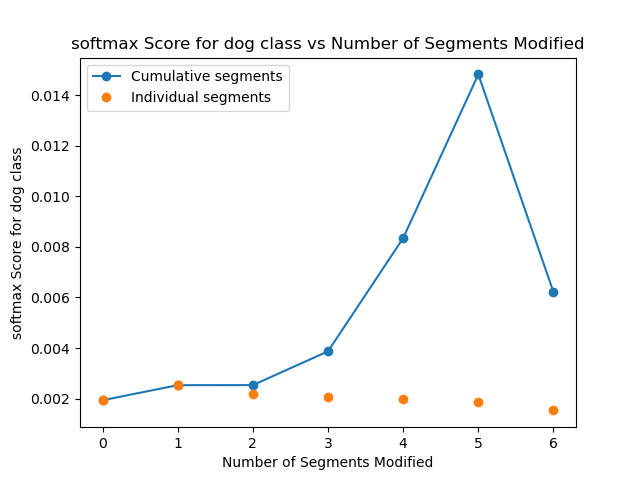 softmax Score for dog class vs Number of Segments Modified
Cumulative segments
Individual segments
softmax Score for dog class
0.014
0.012
0.010
0.008
0.006
0.004
0.002
0 1 2 3 4 5 6
Number of Segments Modified